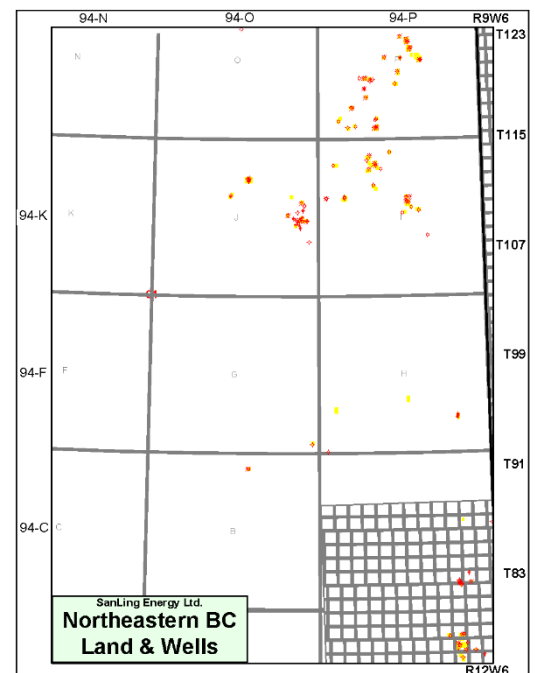 94-N 94-O 94-P R9W6
T123
N O
T115
94-K K J I
T107
T99
94-F F G H
T91
94-C C B
T83
SanLing Energy Ltd.
Northeastern BC
Land & Wells
R12W6